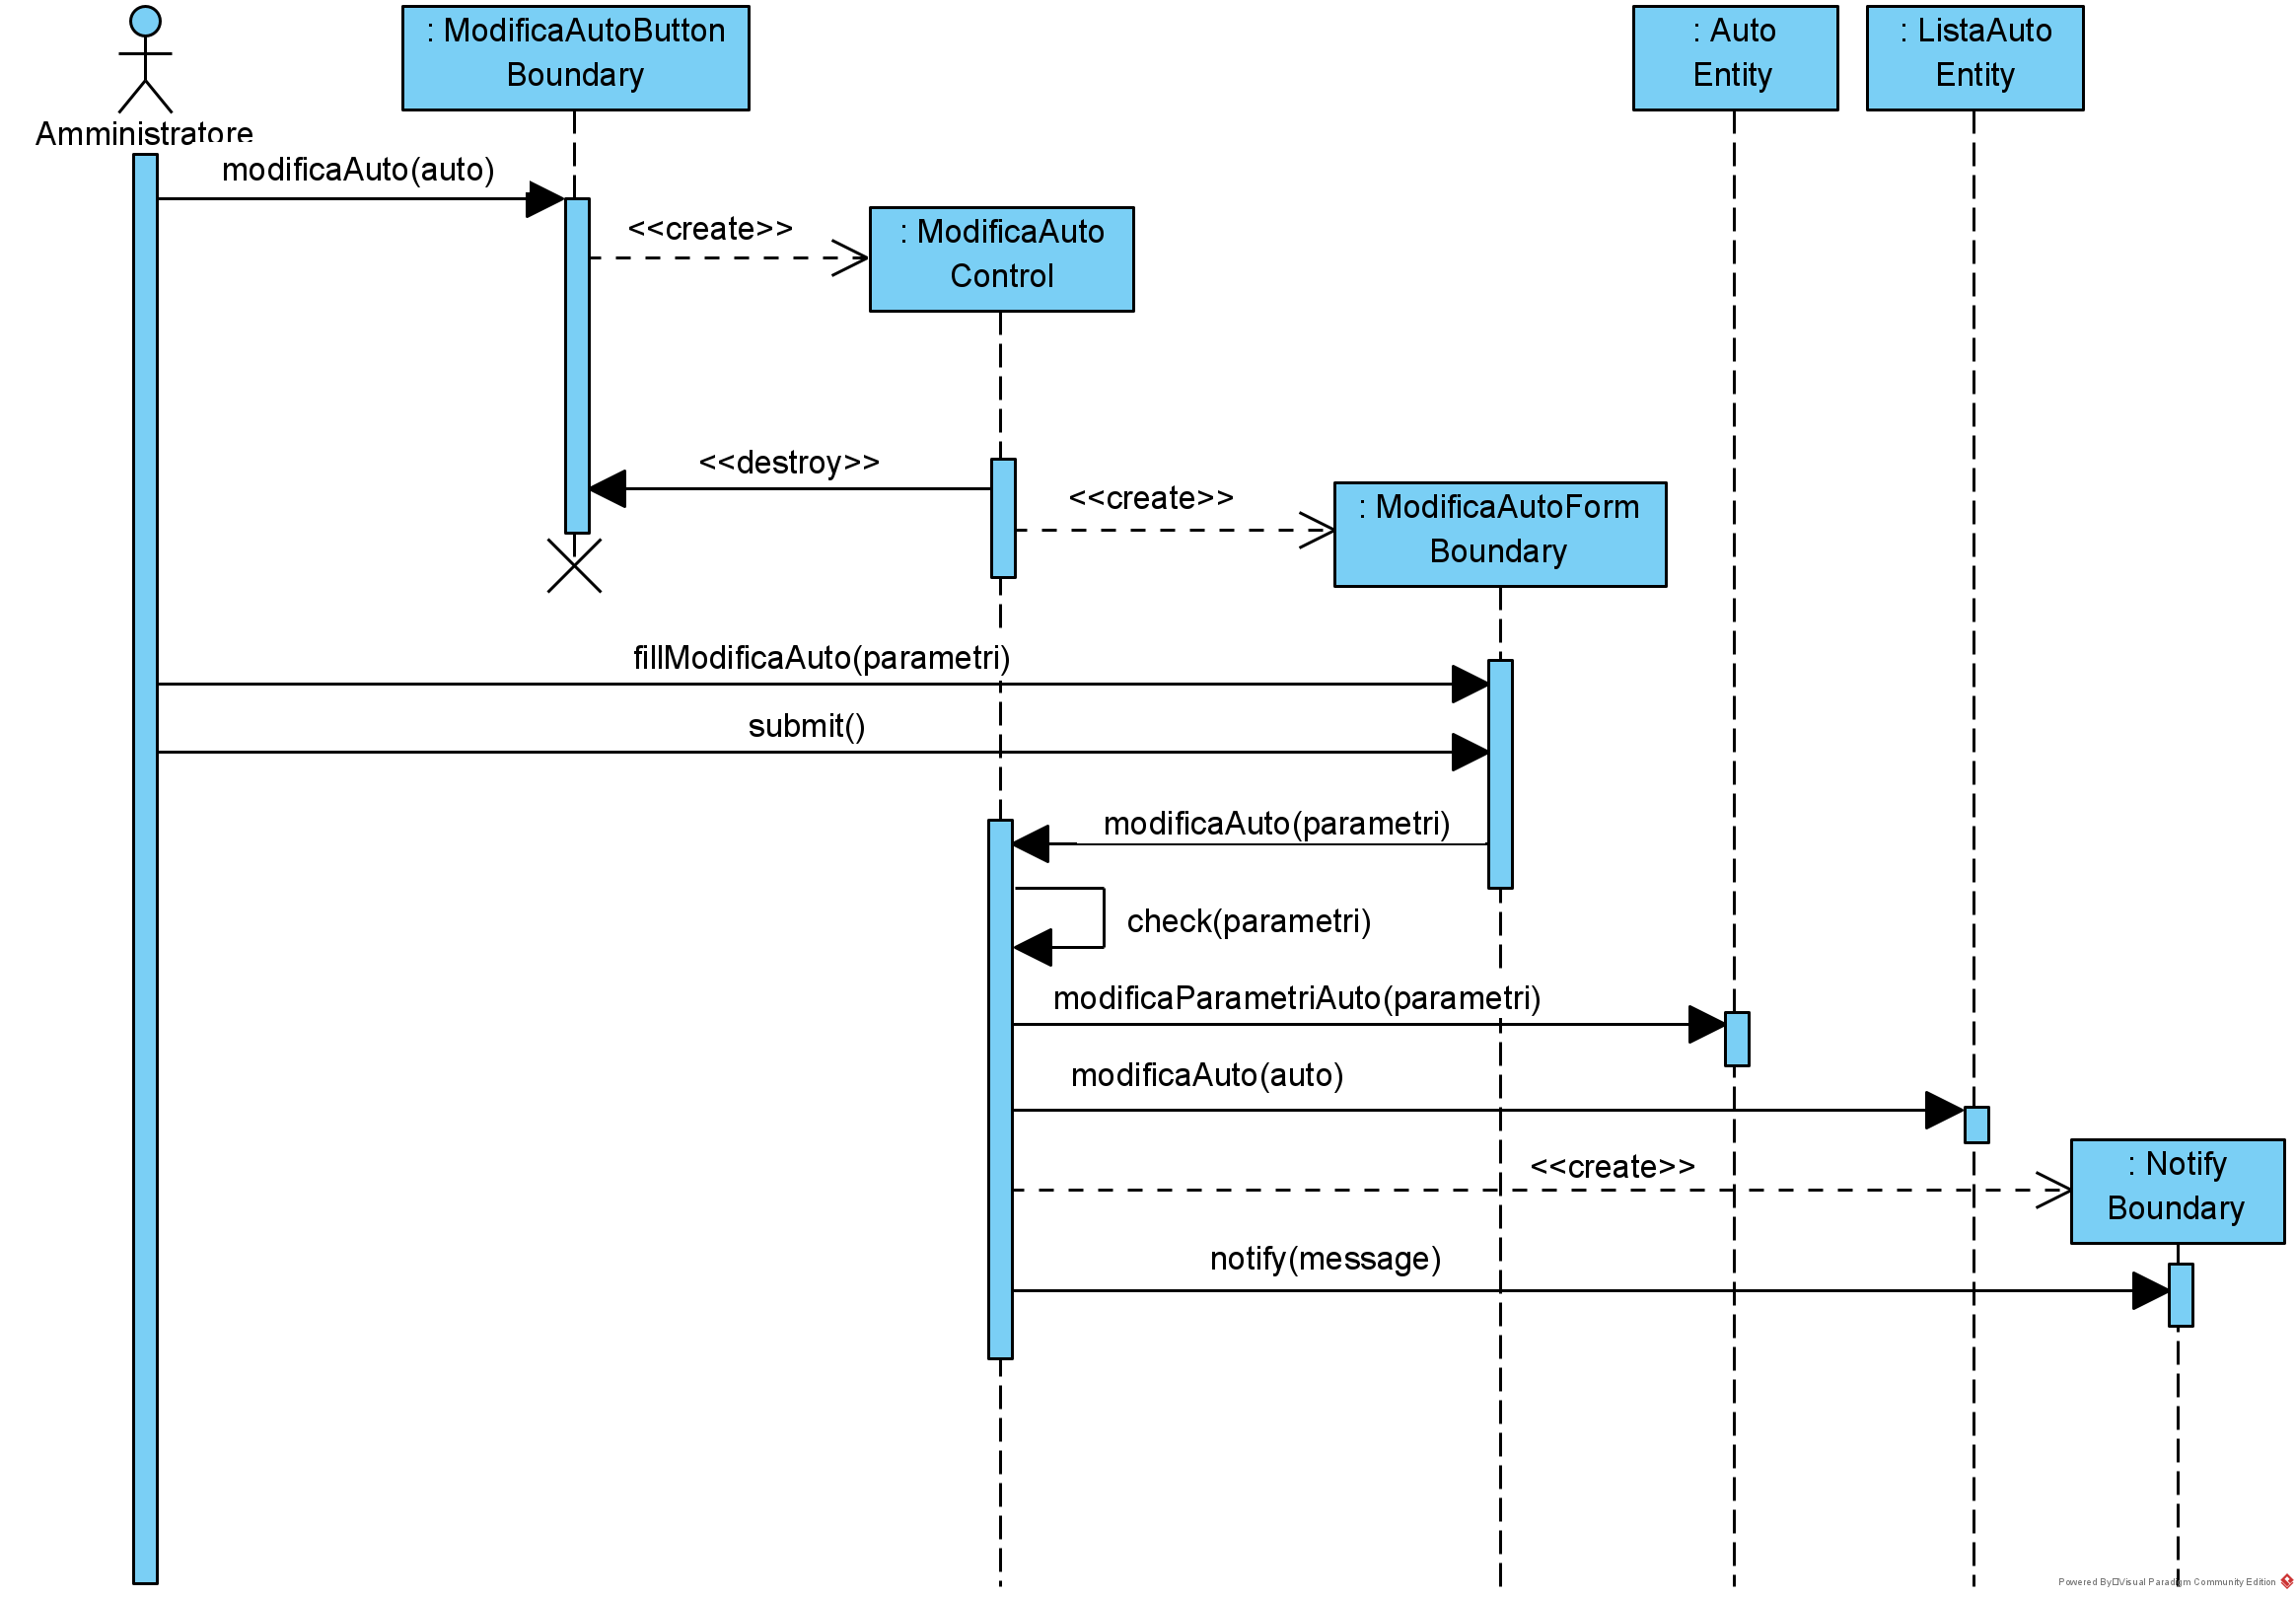 : ModificaAutoButton
Boundary
: Auto
Entity
: ListaAuto
Entity
Amministratore
modificaAuto(auto)
<<create>>
: ModificaAuto
Control
<<destroy>>
<<create>>
: ModificaAutoForm
Boundary
fillModificaAuto(parametri)
submit()
modificaAuto(parametri)
check(parametri)
modificaParametriAuto(parametri)
modificaAuto(auto)
<<create>>
: Notify
Boundary
notify(message)
Powered By Visual Paradigm Community Edition